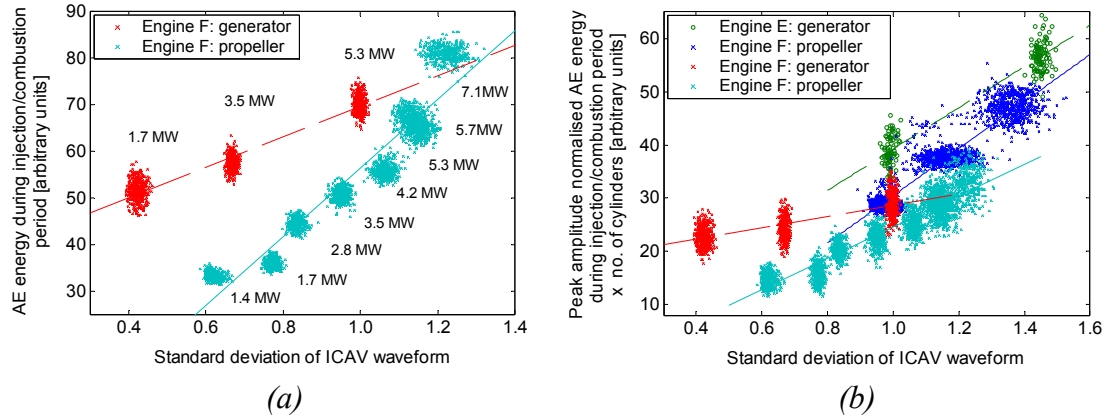 Engine F: generator
Engine F: propeller
1.7 MW
3.5 MW
5.3 MW
7.1MW
5.7MW
5.3 MW
4.2 MW
3.5 MW
2.8 MW
1.7 MW
1.4 MW
AE energy during injection/combustion
period [arbitrary units]
90
80
70
60
50
40
30
0.4
0.6
0.8
1.0
1.2
1.4
Standard deviation of ICAV waveform
(a)
Engine E: generator
Engine F: propeller
Engine F: generator
Engine F: propeller
Peak amplitude normalised AE energy
during injection/combustion period
x no. of cylinders [arbitrary units]
60
50
40
30
20
10
0.4
0.6
0.8
1.0
1.2
1.4
1.6
Standard deviation of ICAV waveform
(b)